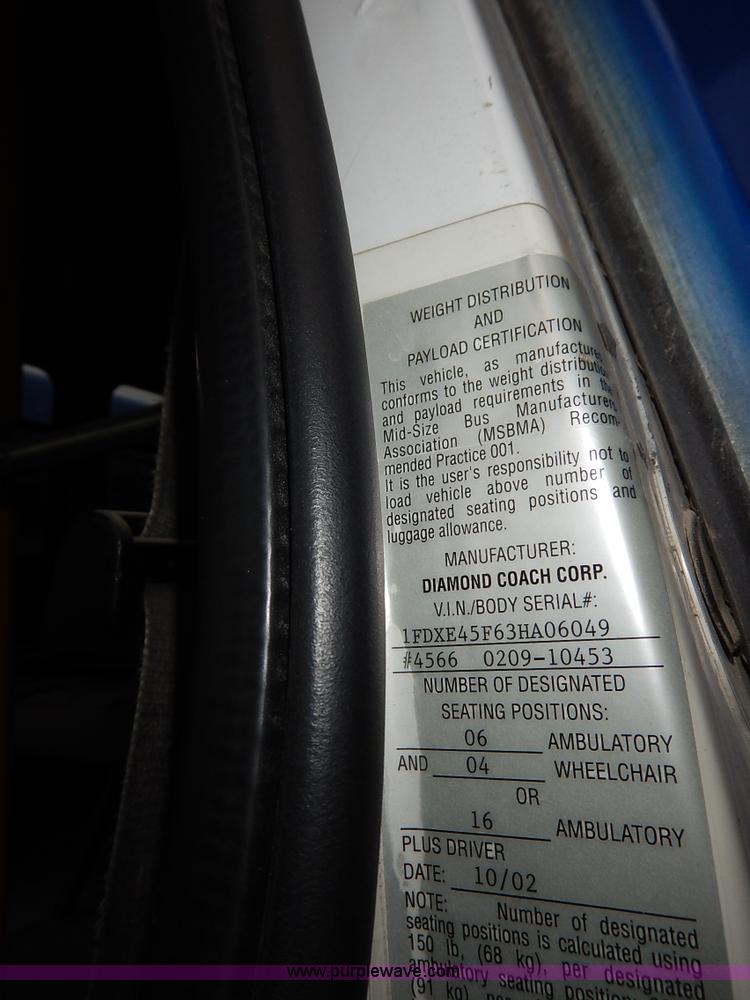 WEIGHT DISTRIBUTION
AND
PAYLOAD CERTIFICATION
This vehicle, as manufactured
conforms to the weight distribution
and payload requirements in the
Mid-Size Bus Manufacturers
Association (MSBMA) Recom-
mended Practice 001.
It is the user's responsibility not to
load vehicle above number of
designated seating positions and
luggage allowance.
MANUFACTURER:
DIAMOND COACH CORP.
V.I.N./BODY SERIAL#:
1FDXE45F63HA06049
#4566 0209-10453
NUMBER OF DESIGNATED
SEATING POSITIONS:
06 AMBULATORY
AND 04 WHEELCHAIR
OR
16 AMBULATORY
PLUS DRIVER
DATE: 10/02
NOTE: Number of designated
seating positions is calculated using
150 lb, (68 kg), per designated
ambulatory seating
(91 kg)
www.purplewave.com